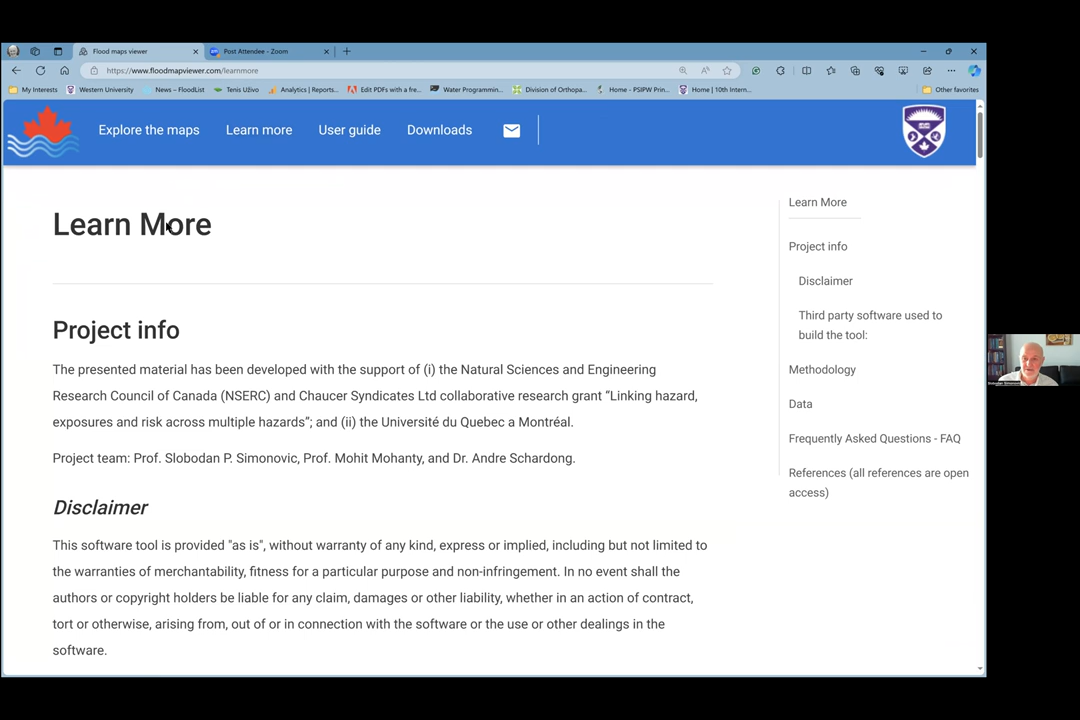 Flood maps viewer
Post Attendee - Zoom
https://www.floodmapviewer.com/learnmore
My Interests
Western University
News – FloodList
Tenis Uživo
Analytics | Reports...
Edit PDFs with a fre...
Water Programmin...
Division of Orthopa...
Home - PSIPW Prin...
Home | 10th Intern...
Other favorites
Explore the maps
Learn more
User guide
Downloads
Learn More
Project info
The presented material has been developed with the support of (i) the Natural Sciences and Engineering
Research Council of Canada (NSERC) and Chaucer Syndicates Ltd collaborative research grant “Linking hazard,
exposures and risk across multiple hazards”; and (ii) the Université du Quebec a Montréal.
Project team: Prof. Slobodan P. Simonovic, Prof. Mohit Mohanty, and Dr. Andre Schardong.
Disclaimer
This software tool is provided "as is", without warranty of any kind, express or implied, including but not limited to
the warranties of merchantability, fitness for a particular purpose and non-infringement. In no event shall the
authors or copyright holders be liable for any claim, damages or other liability, whether in an action of contract,
tort or otherwise, arising from, out of or in connection with the software or the use or other dealings in the
software.
Learn More
Project info
Disclaimer
Third party software used to
build the tool:
Methodology
Data
Frequently Asked Questions - FAQ
References (all references are open
access)